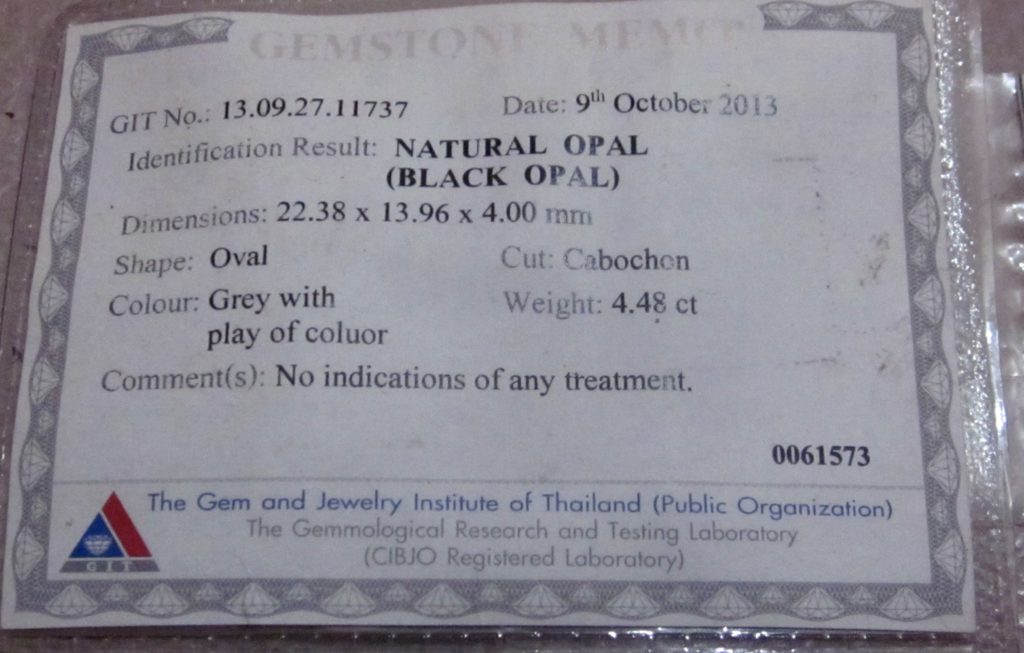 GEMSTONE MEMO
GIT No.: 13.09.27.11737 Date: 9th October 2013
Identification Result: NATURAL OPAL
(BLACK OPAL)
Dimensions: 22.38 x 13.96 x 4.00 mm
Shape: Oval Cut: Cabochon
Colour: Grey with Weight: 4.48 ct
play of coluor
Comment(s): No indications of any treatment.
0061573
The Gem and Jewelry Institute of Thailand (Public Organization)
The Gemmological Research and Testing Laboratory
(CIBJO Registered Laboratory)
GIT